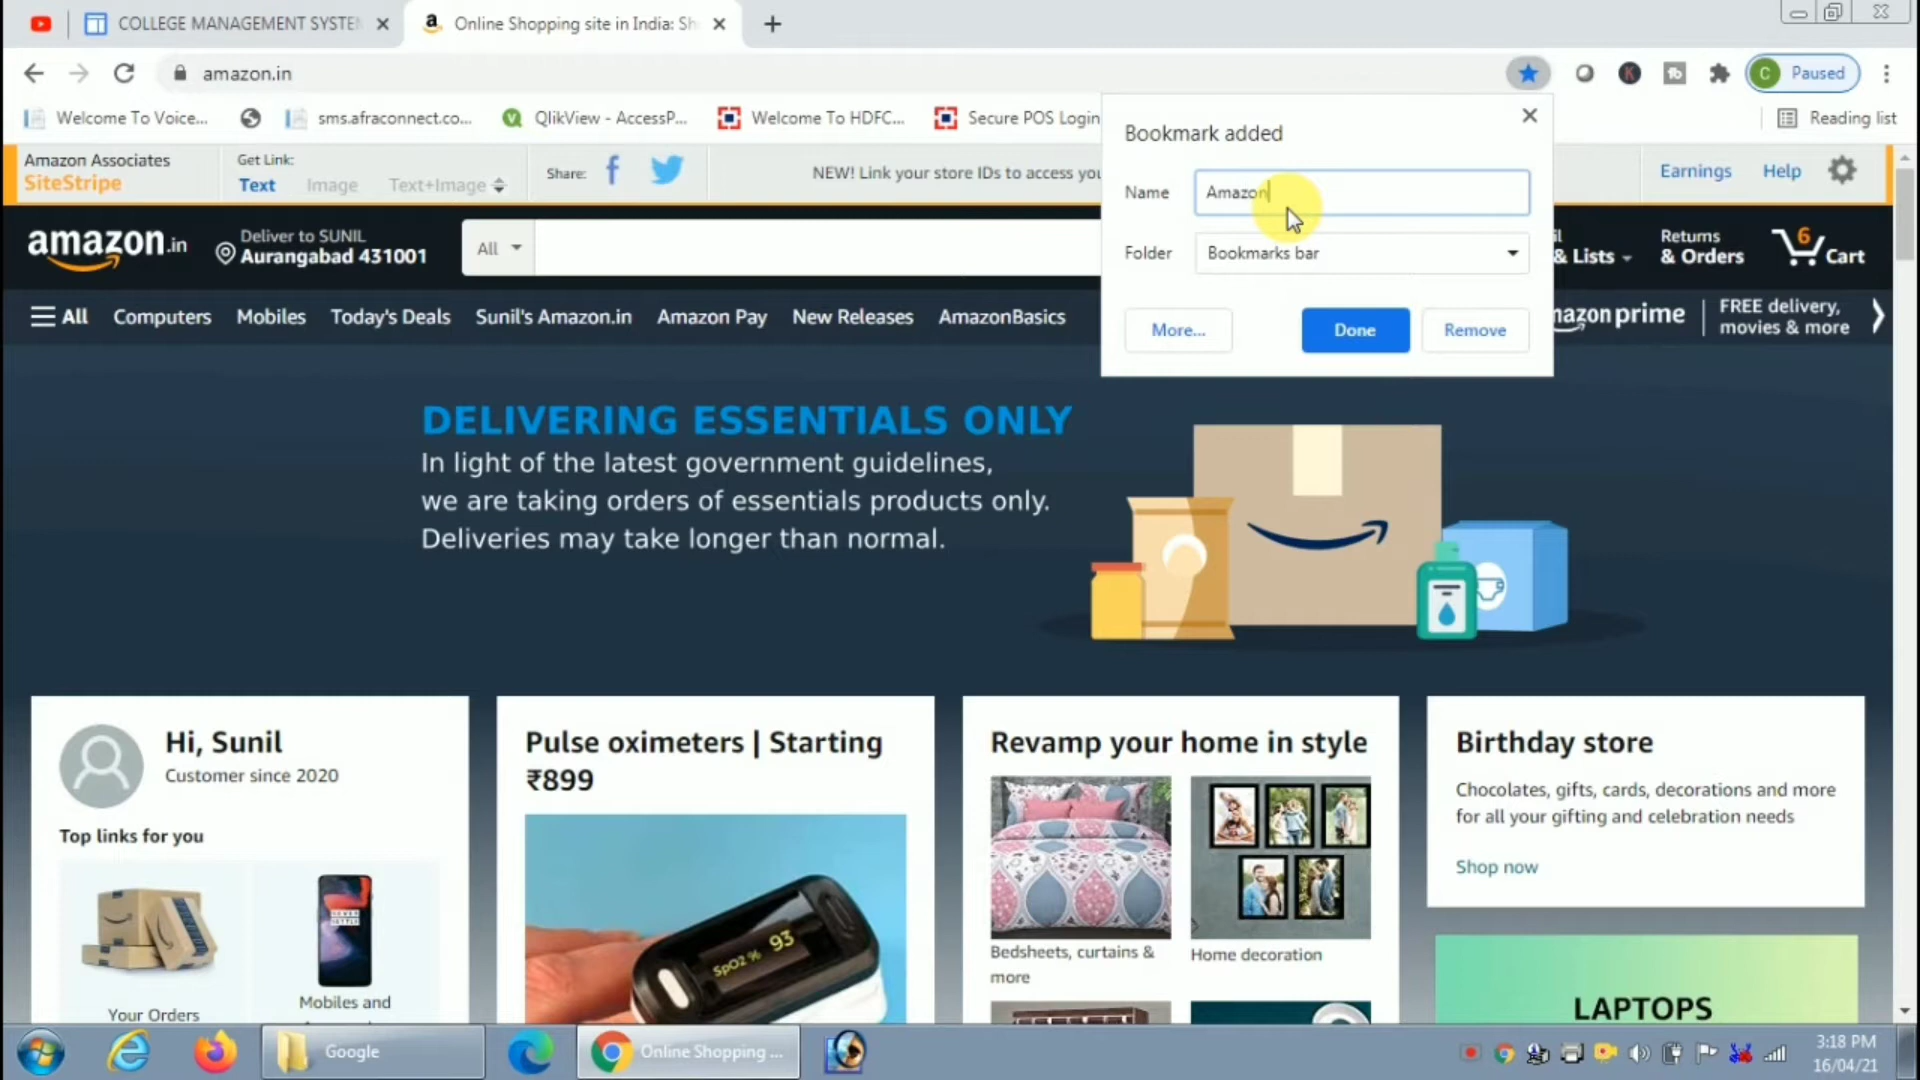 COLLEGE MANAGEMENT SYSTE
Online Shopping site in India: Sh
amazon.in
C Paused
Welcome To Voice...
sms.afraconnect.co...
QlikView - AccessP...
Welcome To HDFC...
Secure POS Login
Reading list
Amazon Associates
SiteStripe
Get Link:
Text Image Text+Image
Share:
NEW! Link your store IDs to access you
Earnings Help
Bookmark added
Name Amazon
Folder Bookmarks bar
More... Done Remove
amazon.in
Deliver to SUNIL
Aurangabad 431001
All
& Lists
Returns
& Orders
6
Cart
All Computers Mobiles Today's Deals Sunil's Amazon.in Amazon Pay New Releases AmazonBasics
azon prime
FREE delivery,
movies & more
DELIVERING ESSENTIALS ONLY
In light of the latest government guidelines,
we are taking orders of essentials products only.
Deliveries may take longer than normal.
Hi, Sunil
Customer since 2020
Top links for you
Your Orders
Mobiles and
Pulse oximeters | Starting
₹899
SpO2 % 93
Revamp your home in style
Bedsheets, curtains &
more
Home decoration
Birthday store
Chocolates, gifts, cards, decorations and more
for all your gifting and celebration needs
Shop now
LAPTOPS
Google
Online Shopping ...
3:18 PM
16/04/21